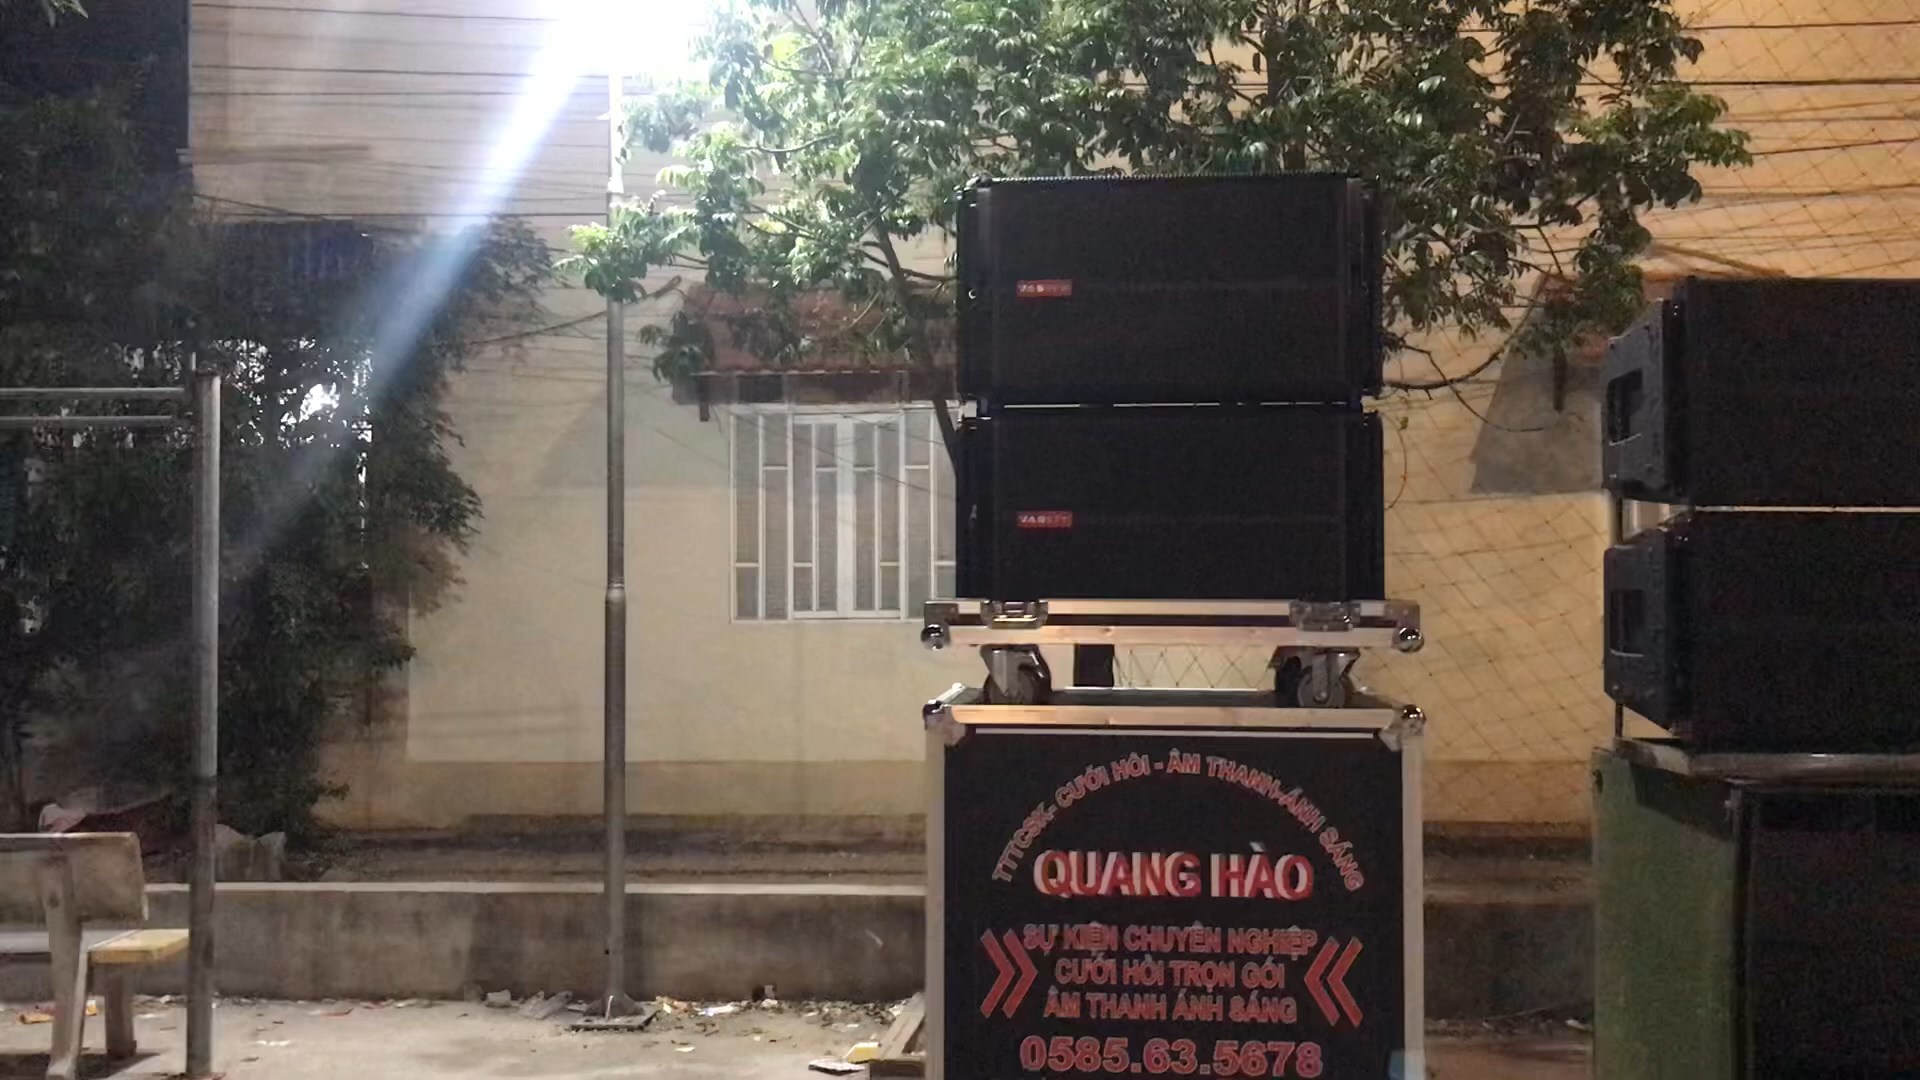 TTTCSK- CƯỚI HỎI - ÂM THANH-ÁNH SÁNG
QUANG HÀO
SỰ KIỆN CHUYÊN NGHIỆP
CƯỚI HỎI TRỌN GÓI
ÂM THANH ÁNH SÁNG
0585.63.5678